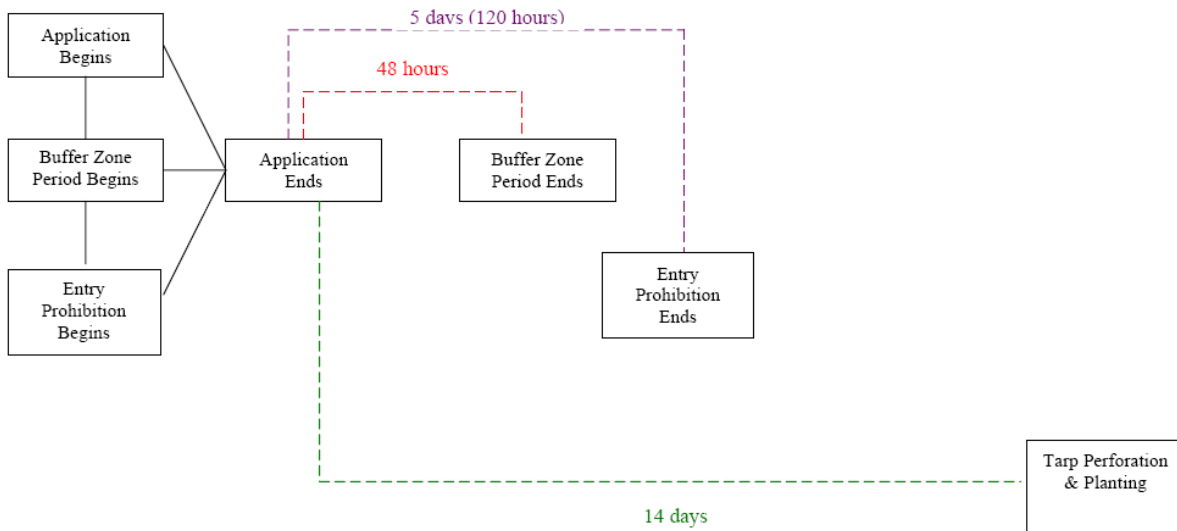 5 days (120 hours)
Application
Begins
48 hours
Buffer Zone
Period Begins
Application
Ends
Buffer Zone
Period Ends
Entry
Prohibition
Begins
Entry
Prohibition
Ends
Tarp Perforation
& Planting
14 days